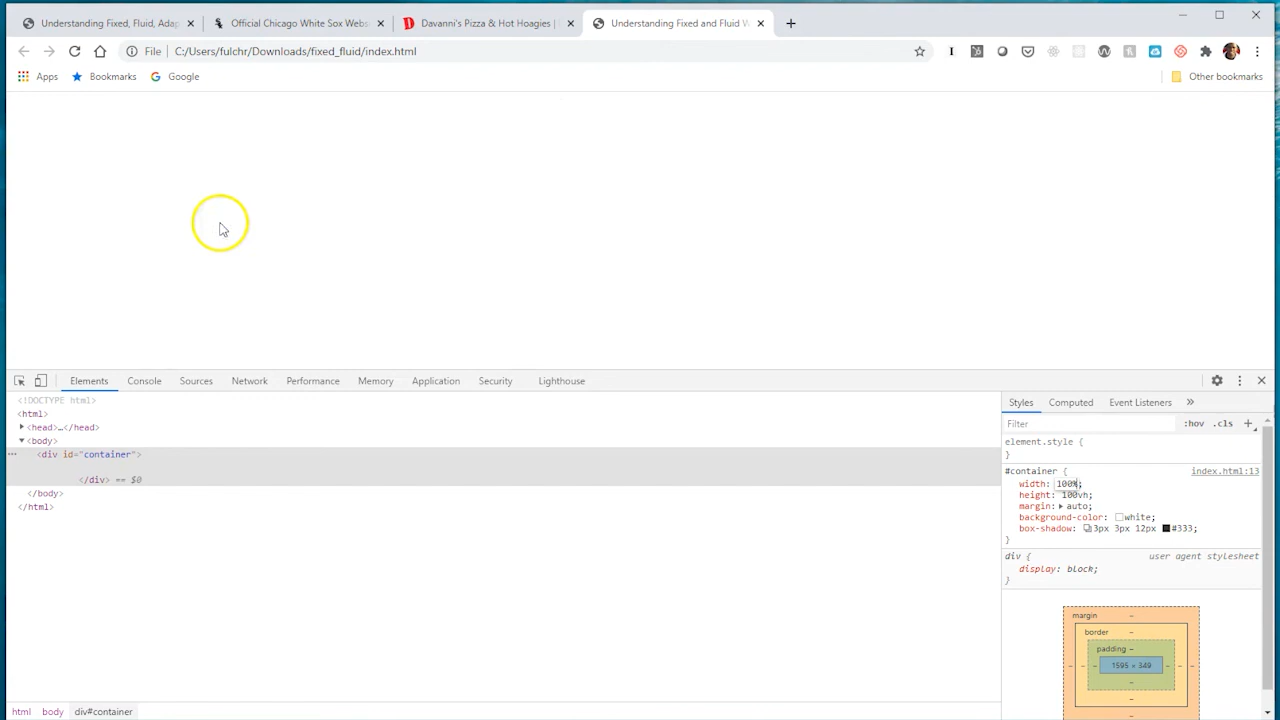 Understanding Fixed, Fluid, Adap
Official Chicago White Sox Webs
Davanni's Pizza & Hot Hoagies |
Understanding Fixed and Fluid W
File
C:/Users/fulchr/Downloads/fixed_fluid/index.html
Apps
Bookmarks
Google
Other bookmarks
Elements
Console
Sources
Network
Performance
Memory
Application
Security
Lighthouse
<!DOCTYPE html>
<html>
<head>…</head>
<body>
<div id="container">
</div> == $0
</body>
</html>
Styles
Computed
Event Listeners
Filter
:hov .cls
element.style {
}
#container {
index.html:13
width: 100%;
height: 100vh;
margin: auto;
background-color: white;
box-shadow: 3px 3px 12px #333;
}
div {
user agent stylesheet
display: block;
}
margin –
border –
padding –
1595 × 349
html body div#container